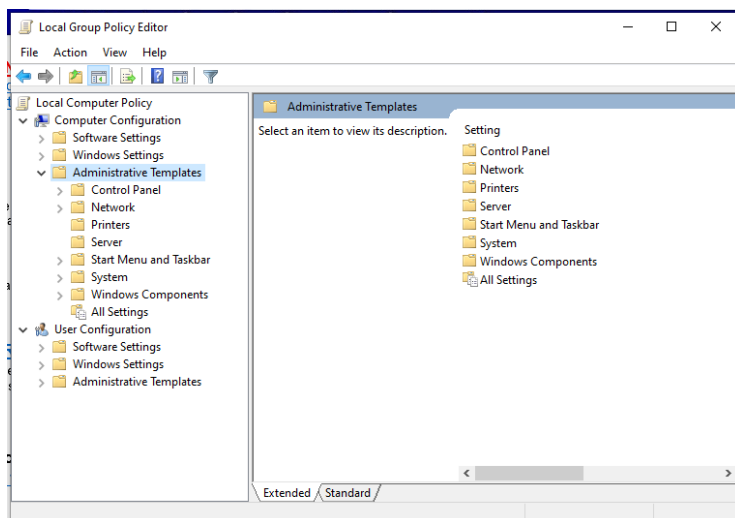 Local Group Policy Editor
File Action View Help
Local Computer Policy
Computer Configuration
Software Settings
Windows Settings
Administrative Templates
Control Panel
Network
Printers
Server
Start Menu and Taskbar
System
Windows Components
All Settings
User Configuration
Software Settings
Windows Settings
Administrative Templates
Administrative Templates
Select an item to view its description.
Setting
Control Panel
Network
Printers
Server
Start Menu and Taskbar
System
Windows Components
All Settings
Extended Standard